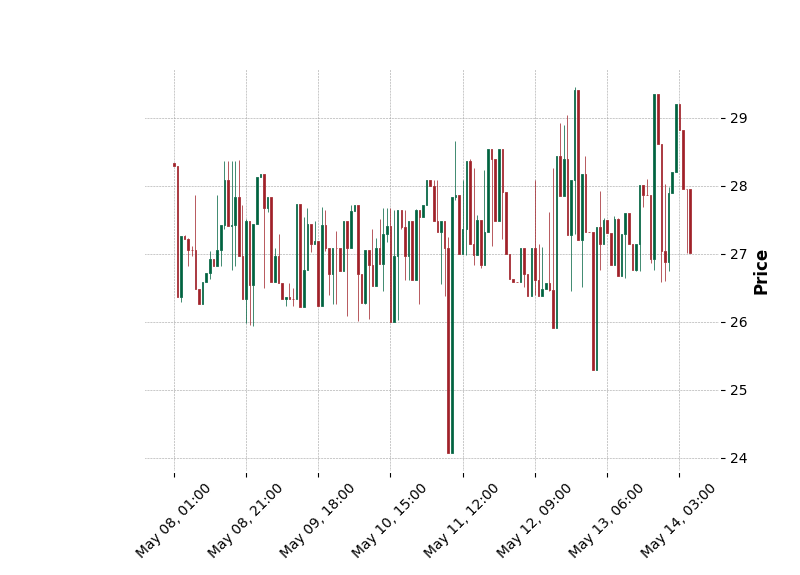 29
28
27
26
25
24
Price
May 08, 01:00
May 08, 21:00
May 09, 18:00
May 10, 15:00
May 11, 12:00
May 12, 09:00
May 13, 06:00
May 14, 03:00